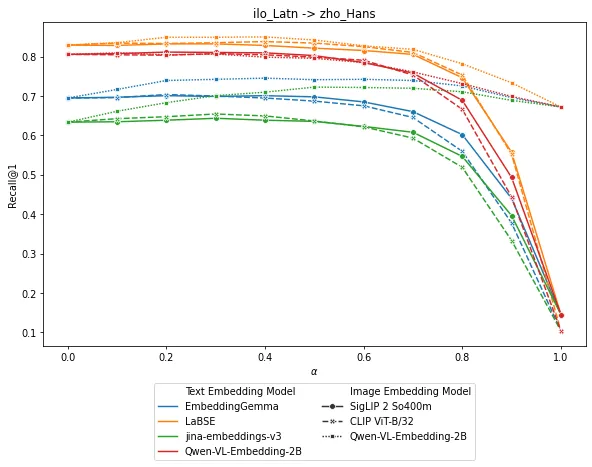 ilo_Latn -> zho_Hans
Recall@1
0.8
0.7
0.6
0.5
0.4
0.3
0.2
0.1
0.0 0.2 0.4 0.6 0.8 1.0
α
Text Embedding Model Image Embedding Model
EmbeddingGemma SigLIP 2 So400m
LaBSE CLIP ViT-B/32
jina-embeddings-v3 Qwen-VL-Embedding-2B
Qwen-VL-Embedding-2B